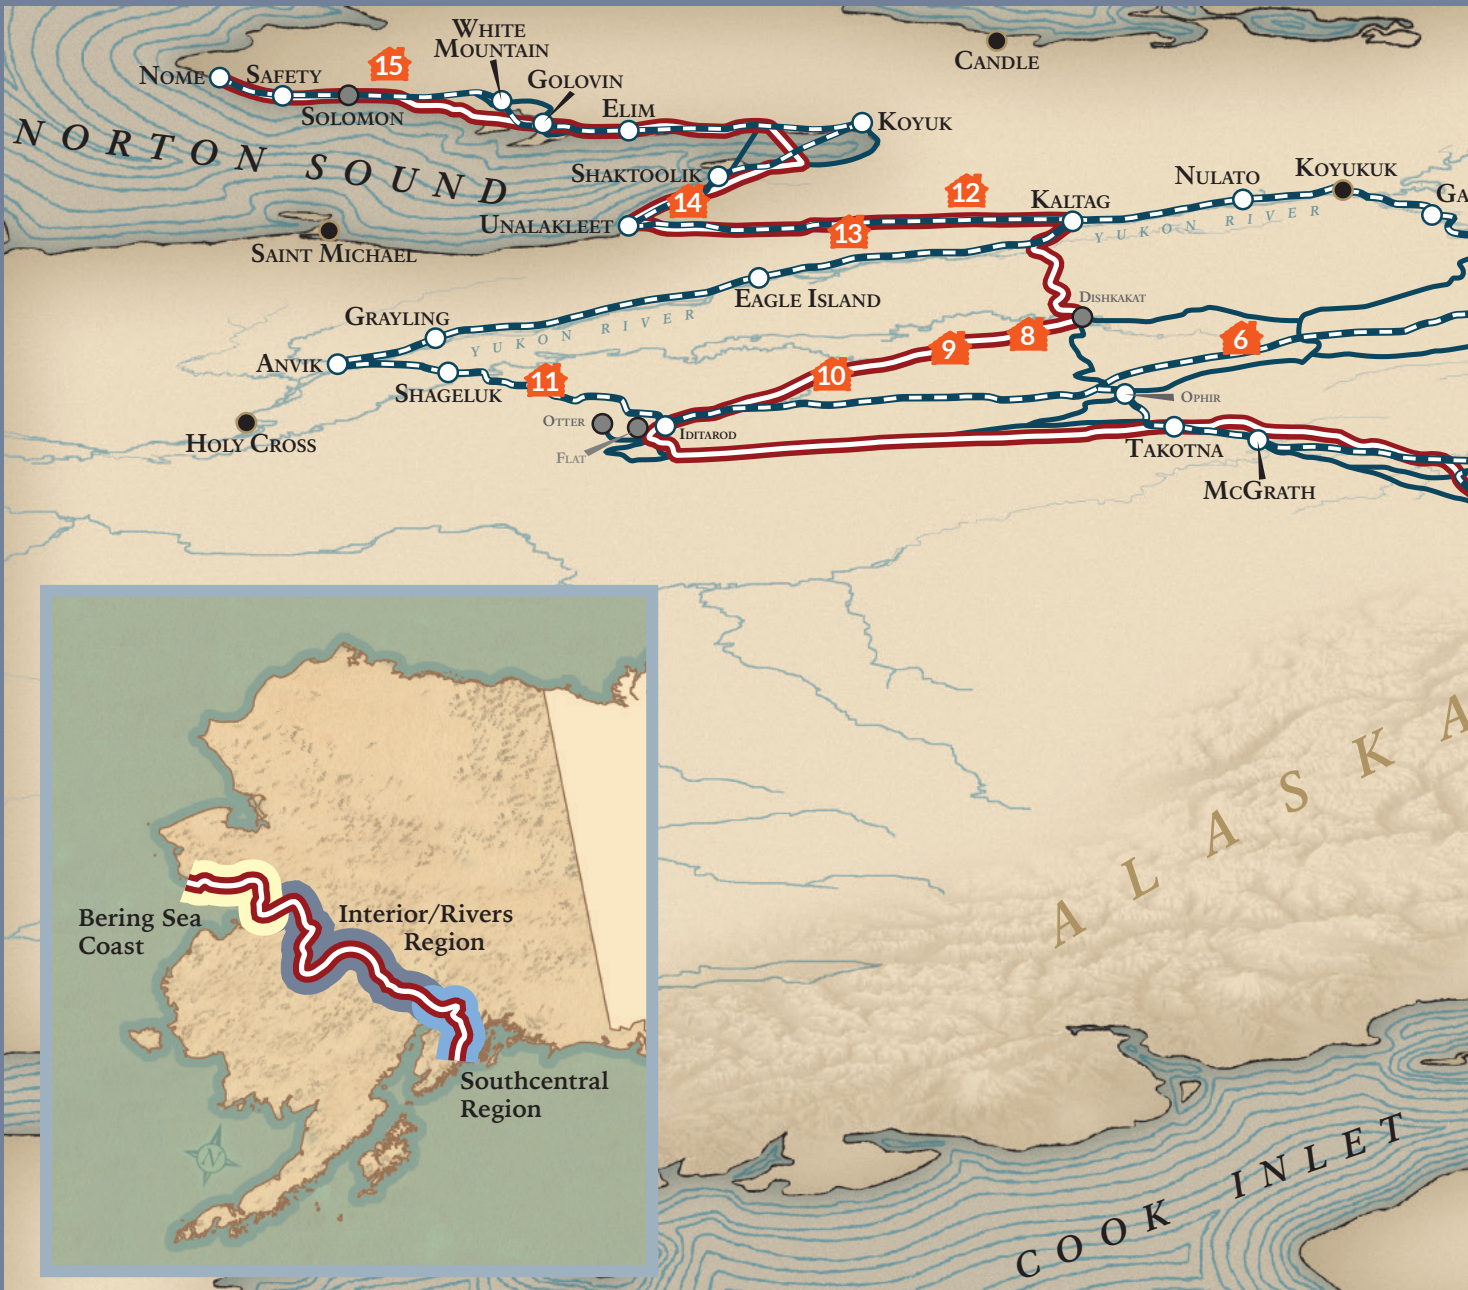 WHITE
MOUNTAIN
15
CANDLE
NOME
SAFETY
GOLOVIN
SOLOMON
ELIM
KOYUK
NORTON SOUND
SHAKTOOLIK
14
12
NULATO
KOYUKUK
KALTAG
GA
UNALAKLEET
13
YUKON RIVER
SAINT MICHAEL
EAGLE ISLAND
DISHKAKAT
GRAYLING
YUKON RIVER
8
6
9
ANVIK
10
11
SHAGELUK
OPHIR
OTTER
IDITAROD
HOLY CROSS
FLAT
TAKOTNA
MCGRATH
ALASKA
Bering Sea
Coast
Interior/Rivers
Region
Southcentral
Region
N
COOK INLET